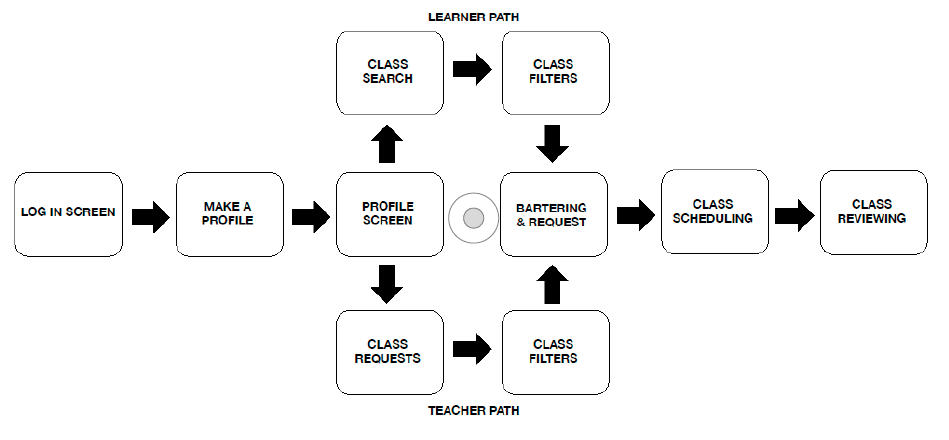 LEARNER PATH
CLASS
SEARCH
CLASS
FILTERS
LOG IN SCREEN
MAKE A
PROFILE
PROFILE
SCREEN
BARTERING
& REQUEST
CLASS
SCHEDULING
CLASS
REVIEWING
CLASS
REQUESTS
CLASS
FILTERS
TEACHER PATH